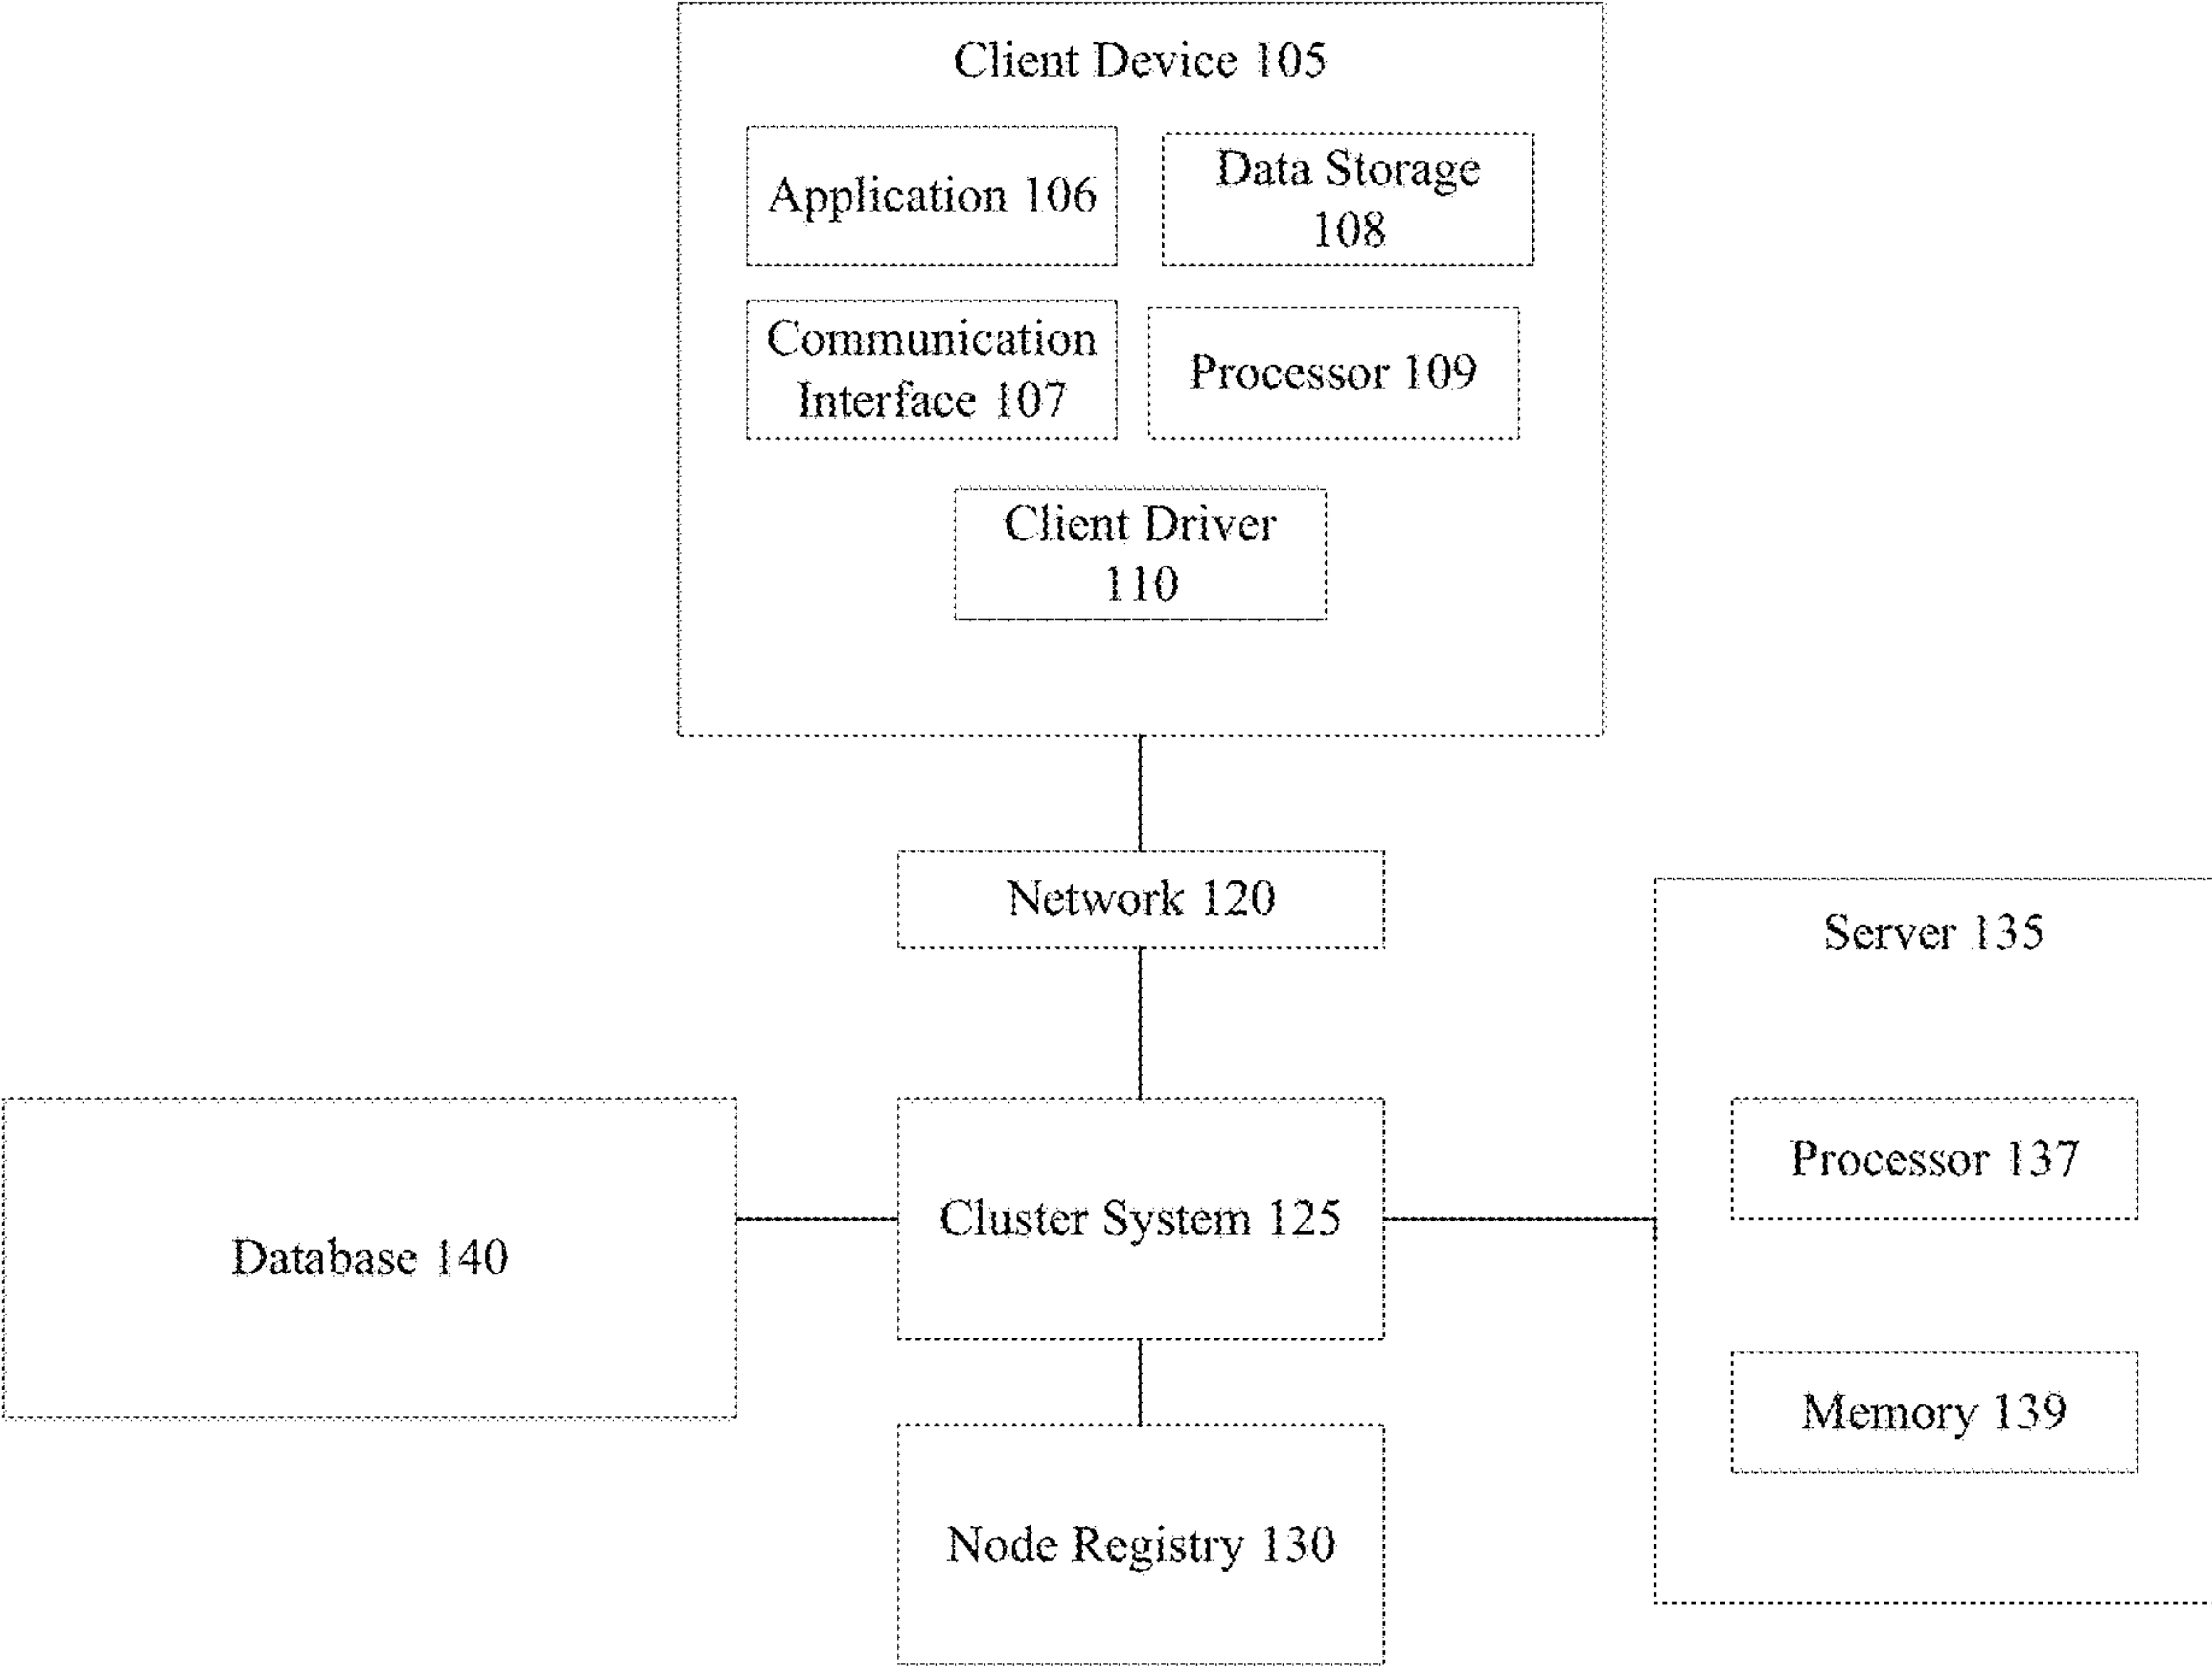 Client Device 105
Application 106
Data Storage
108
Communication
Interface 107
Processor 109
Client Driver
110
Network 120
Server 135
Processor 137
Memory 139
Cluster System 125
Database 140
Node Registry 130